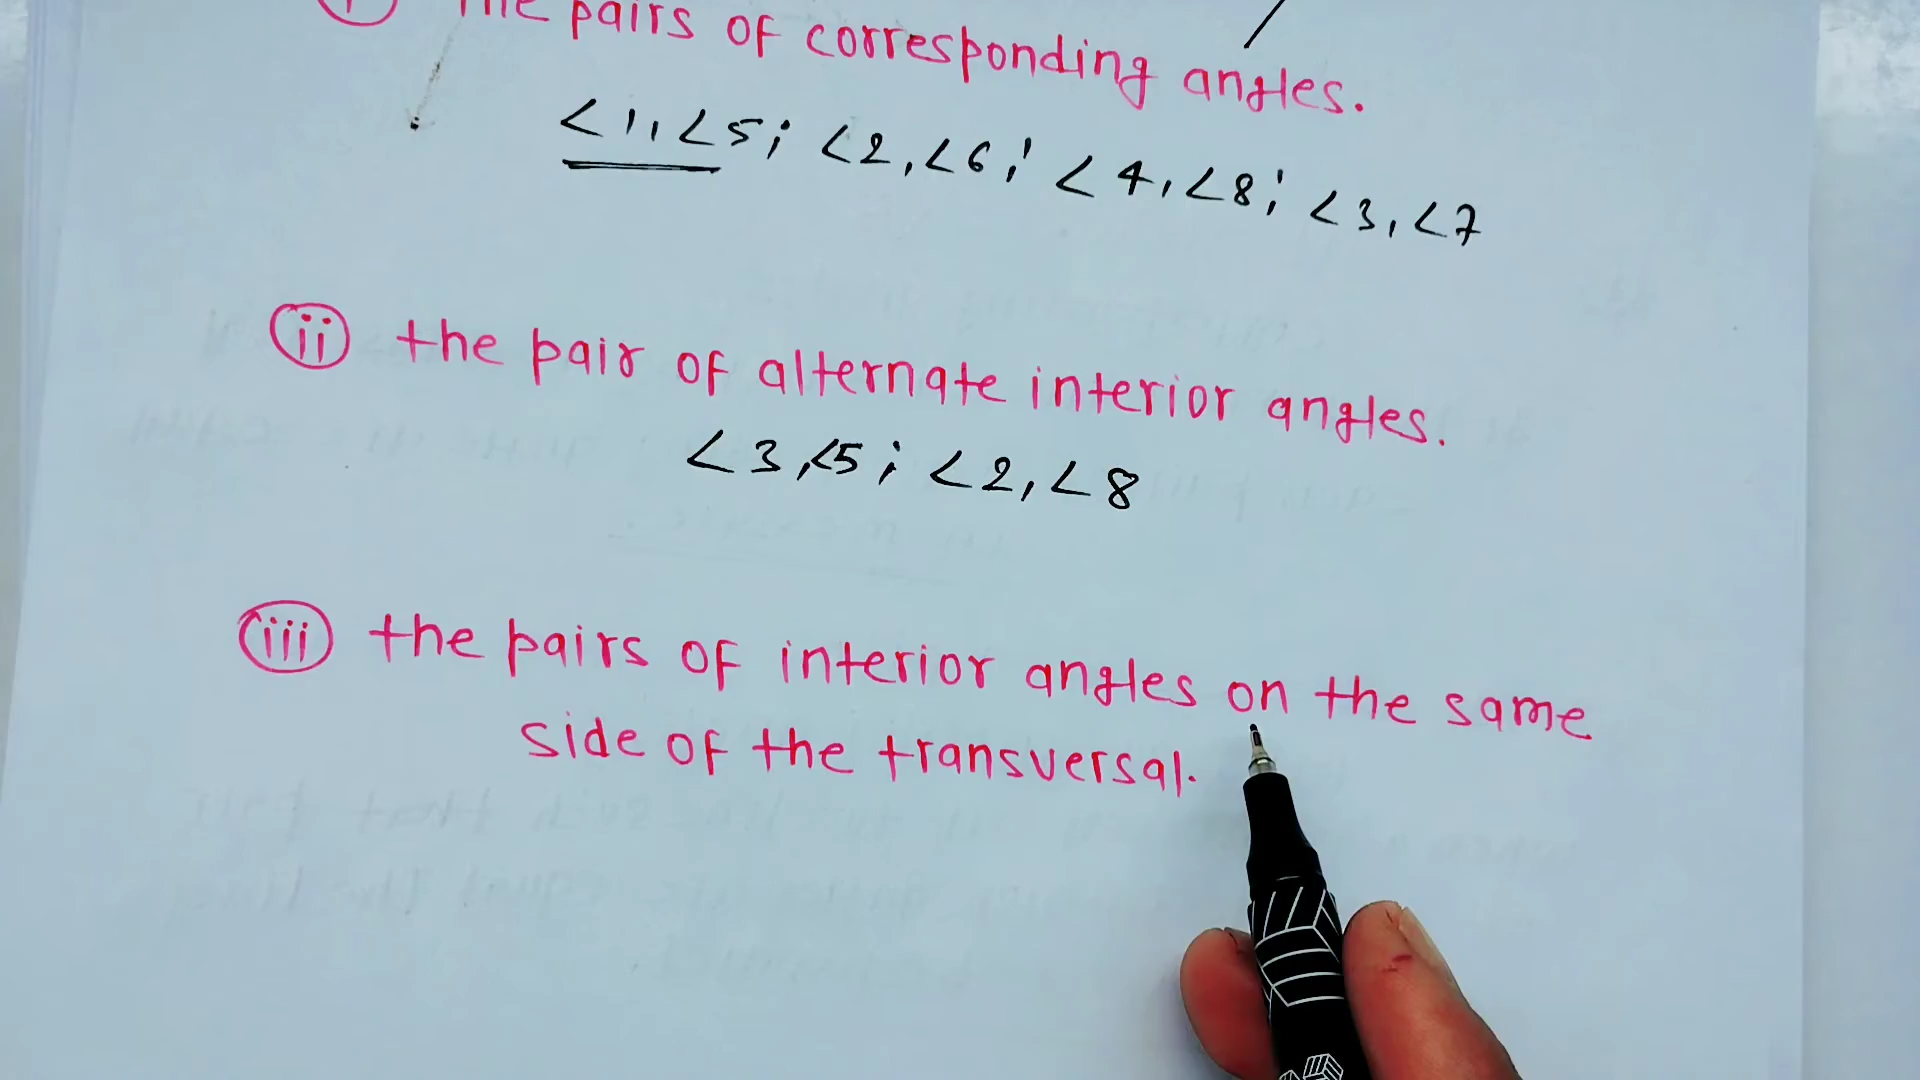 i The pairs of corresponding angles.
<1, <5; <2, <6; <4, <8; <3, <7
ii the pair of alternate interior angles.
<3, <5; <2, <8
iii the pairs of interior angles on the same
side of the transversal.